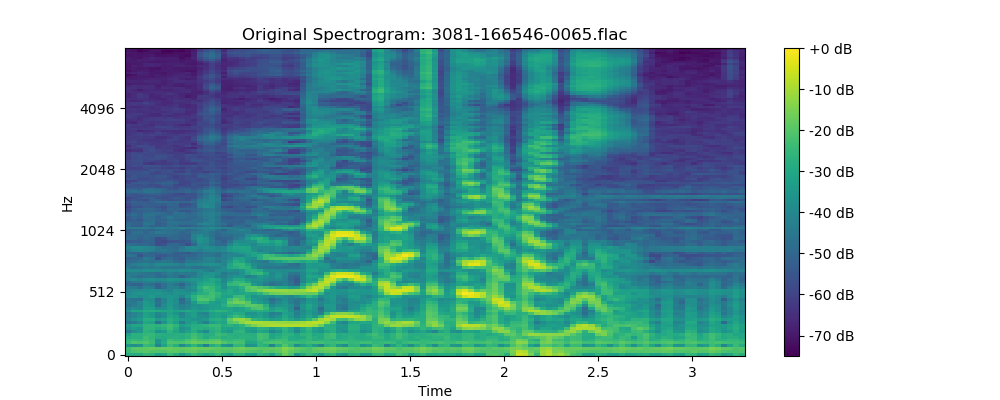 Original Spectrogram: 3081-166546-0065.flac
+0 dB
-10 dB
4096
-20 dB
2048
-30 dB
Hz
-40 dB
1024
-50 dB
512
-60 dB
-70 dB
0
0 0.5 1 1.5 2 2.5 3
Time